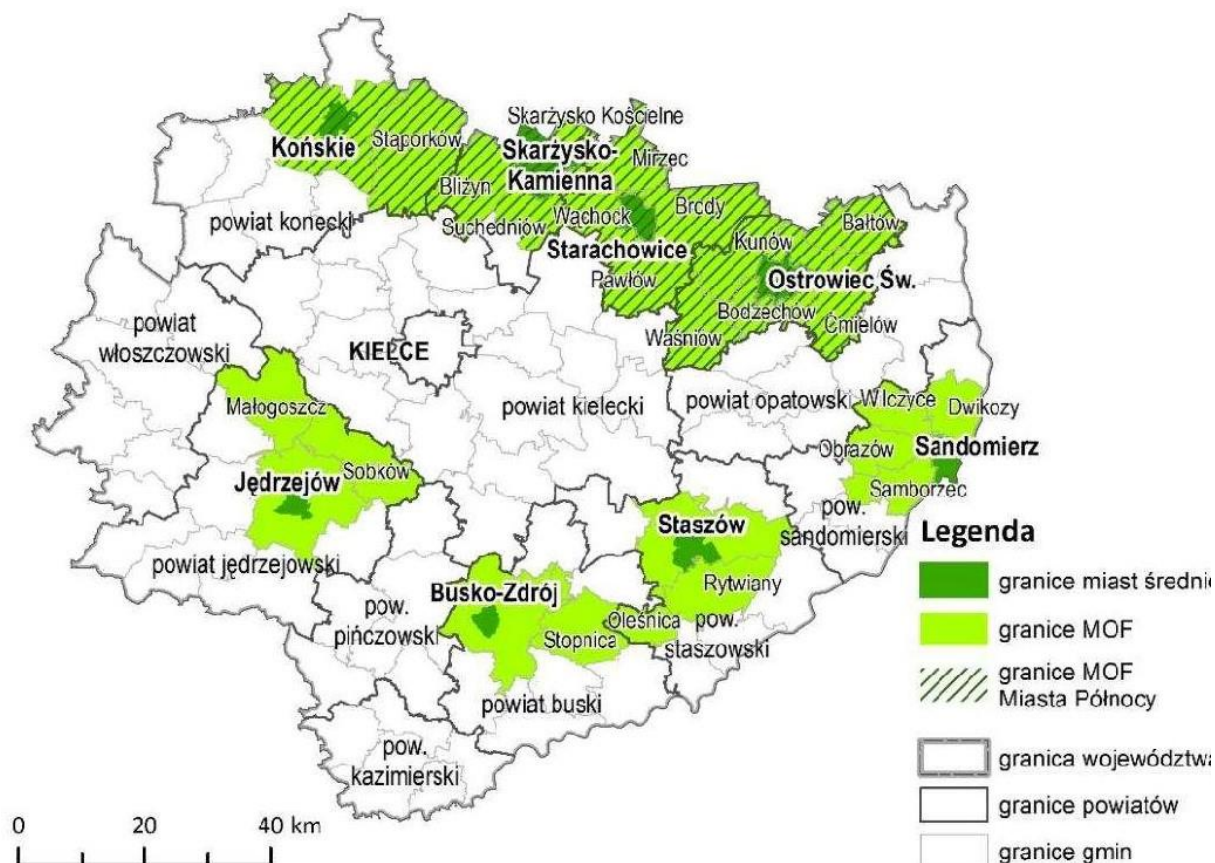 Skarżysko Kościelne
Końskie
Stąporków
Skarżysko-
Kamienna
Mirzec
Bliżyn
Brody
Bałtów
powiat konecki
Suchedniów
Wąchock
Kunów
Starachowice
Pawłów
Ostrowiec Św.
Bodzechów
Ćmielów
Waśniów
powiat
włoszczowski
KIELCE
Małogoszcz
powiat kielecki
powiat opatowski
Wilczyce
Dwikozy
Obrazów
Sandomierz
Sobków
Jędrzejów
Samborzec
pow.
sandomierski
Staszów
powiat jędrzejowski
Rytwiany
Busko-Zdrój
pow.
pińczowski
Oleśnica
Stopnica
pow.
staszowski
powiat buski
pow.
kazimierski
Legenda
granice miast średnic
granice MOF
granice MOF
Miasta Północy
granica województwa
granice powiatów
granice gmin
0 20 40 km